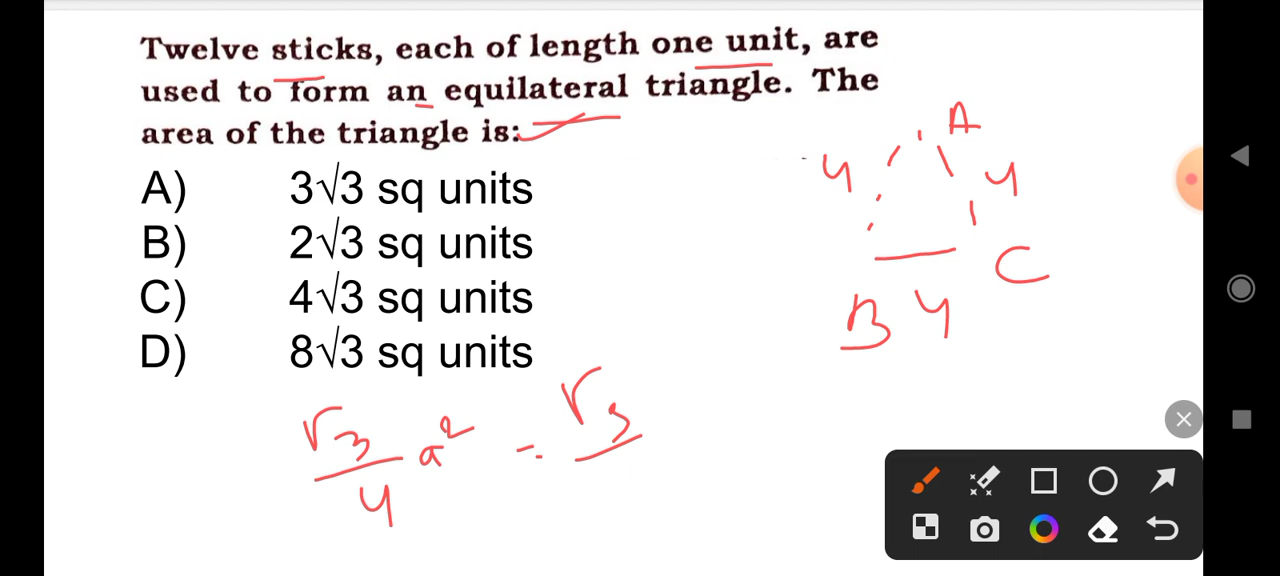 Twelve sticks, each of length one unit, are
used to form an equilateral triangle. The
area of the triangle is:
A) 3√3 sq units
B) 2√3 sq units
C) 4√3 sq units
D) 8√3 sq units
A
4
4
C
B 4
√3/4 a² = √3